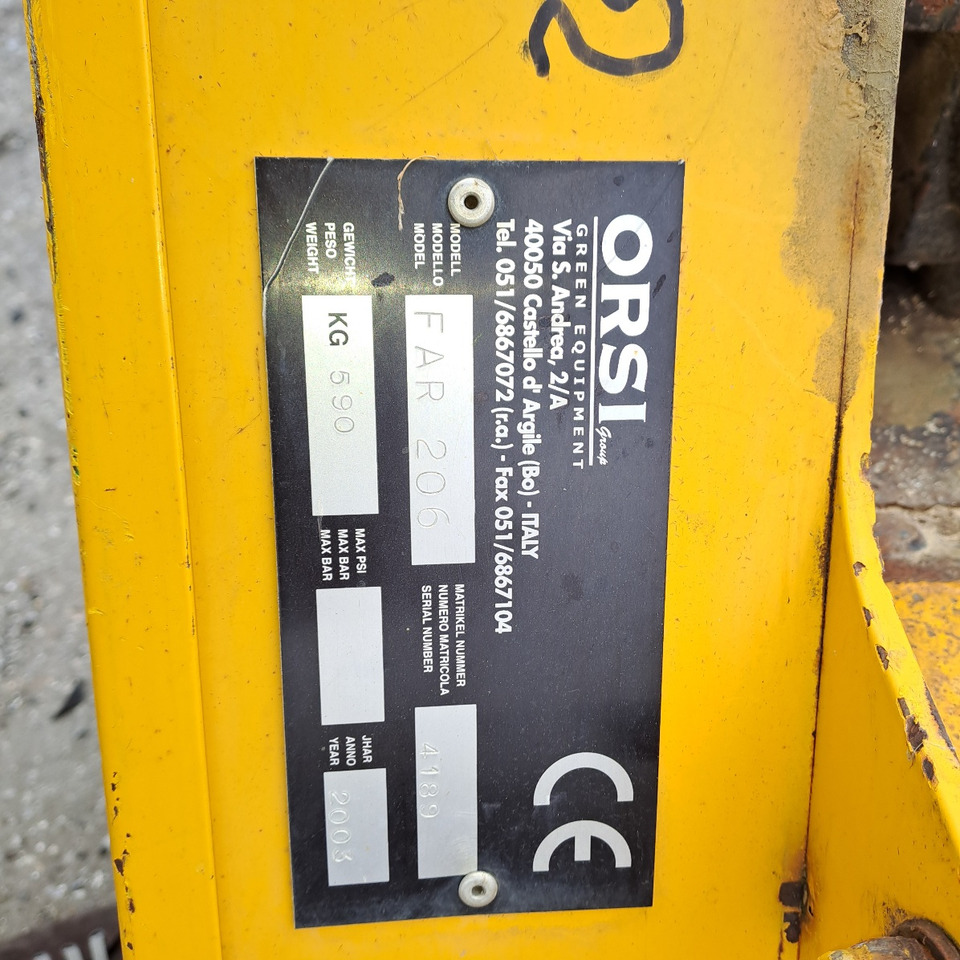 2
ORSI group
GREEN EQUIPMENT
Via S. Andrea, 2/A
40050 Castello d' Argile (Bo) - ITALY
Tel. 051/6867072 (r.a.) - Fax 051/6867104
CE
MODELL
MODELLO
MODEL
FAR 206
MATRIKEL NUMMER
NUMERO MATRICOLA
SERIAL NUMBER
4189
GEWICHT
PESO
WEIGHT
KG 590
MAX PSI
MAX BAR
MAX BAR
JHAR
ANNO
YEAR
2003